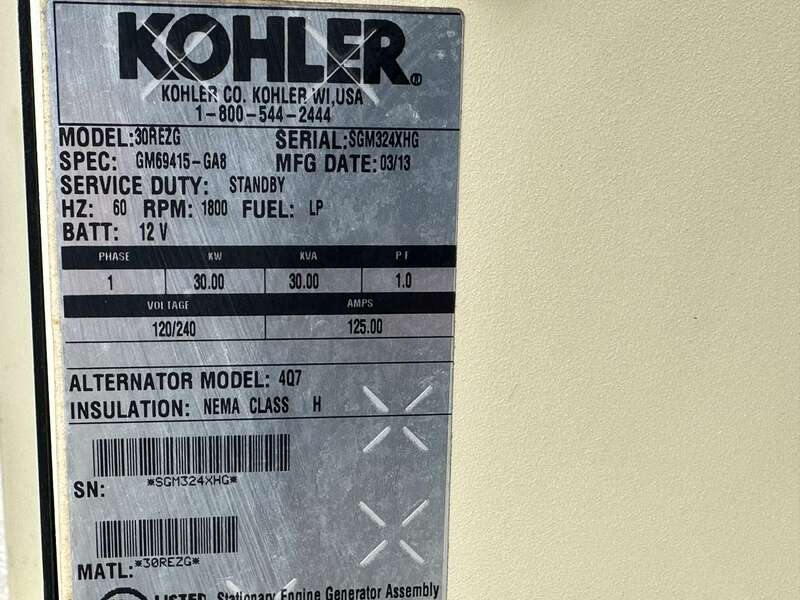 KOHLER®
KOHLER CO. KOHLER WI,USA
1-800-544-2444
MODEL:30REZG SERIAL:SGM324XHG
SPEC: GM69415-GA8 MFG DATE:03/13
SERVICE DUTY: STANDBY
HZ: 60 RPM: 1800 FUEL: LP
BATT: 12 V
PHASE KW KVA PF
1 30.00 30.00 1.0
VOLTAGE AMPS
120/240 125.00
ALTERNATOR MODEL: 4Q7
INSULATION: NEMA CLASS H
SN: *SGM324XHG*
MATL: *30REZG*
LISTED Stationary Engine Generator Assembly